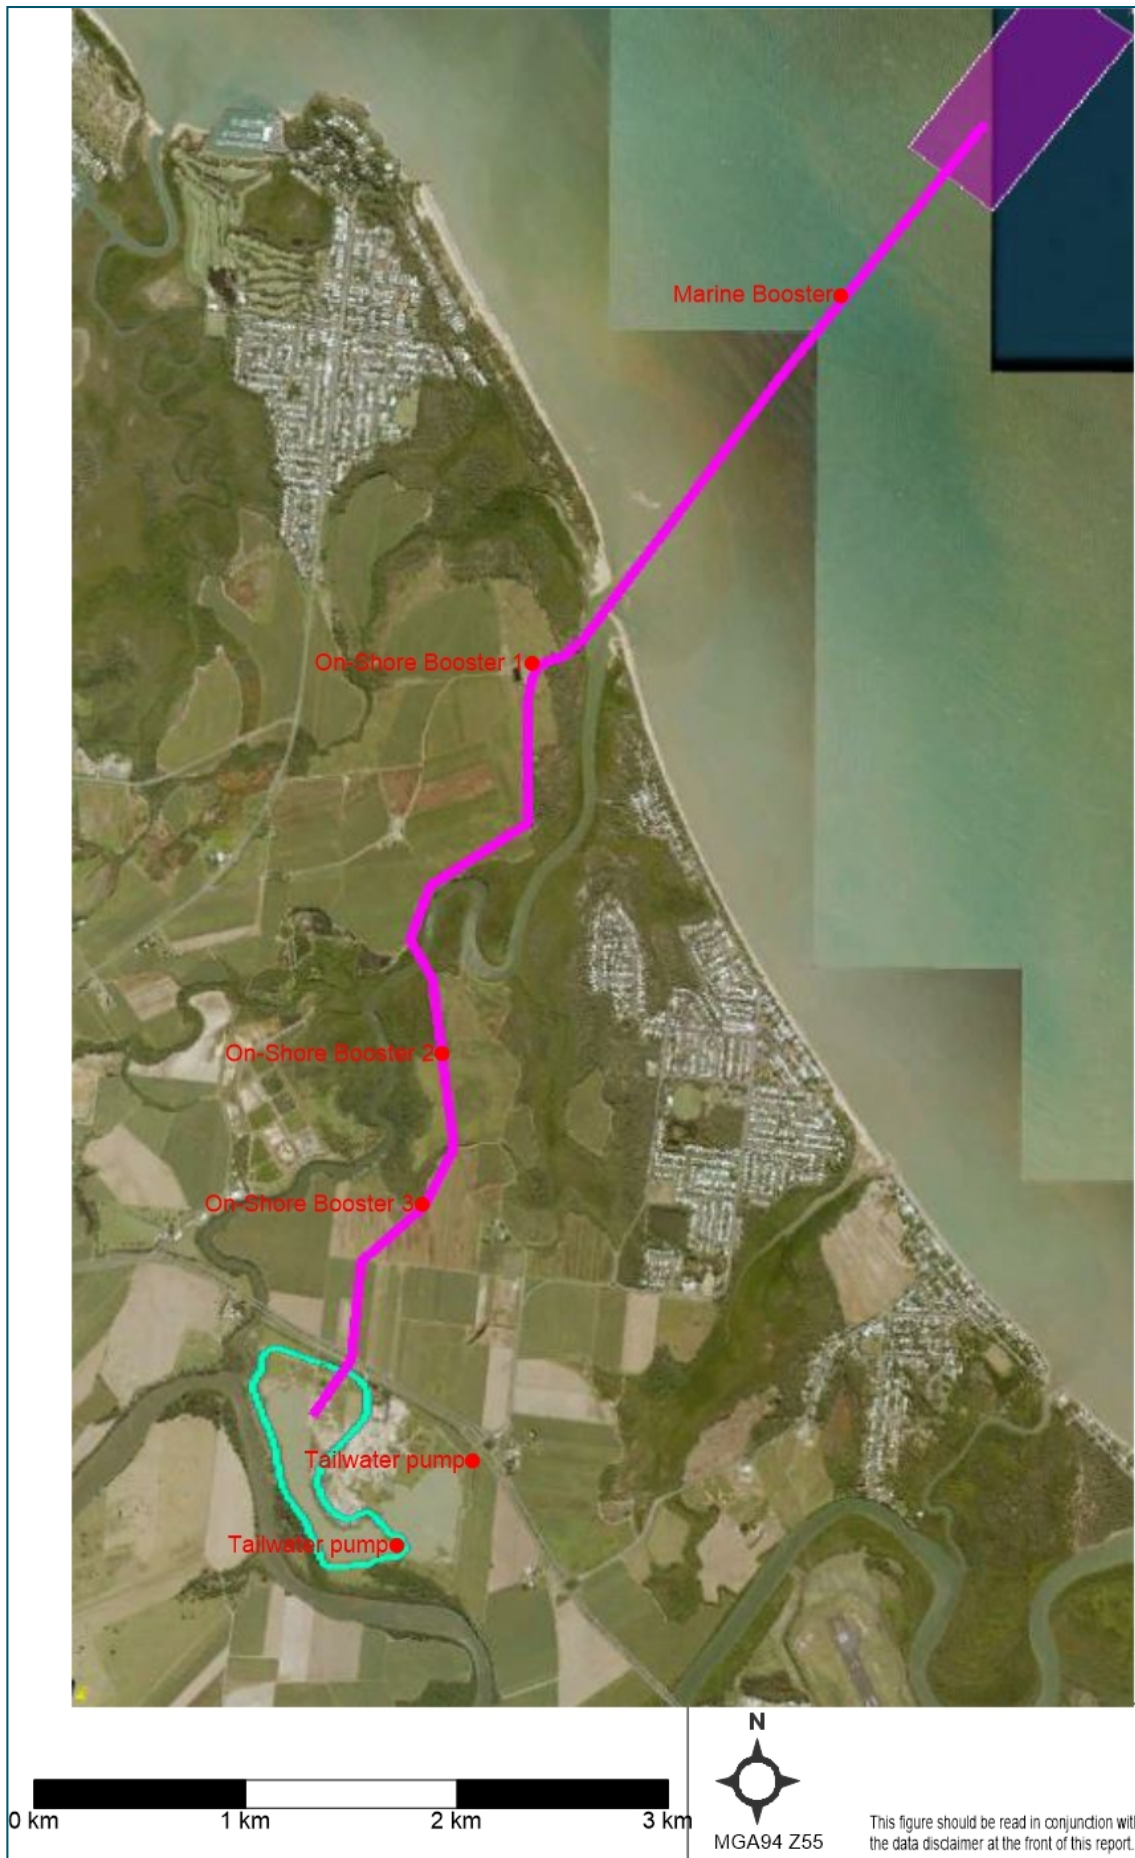 Marine Booster
On-Shore Booster 1
On-Shore Booster 2
On-Shore Booster 3
Tailwater pump
Tailwater pump
N
0 km 1 km 2 km 3 km
MGA94 Z55
This figure should be read in conjunction with
the data disclaimer at the front of this report.